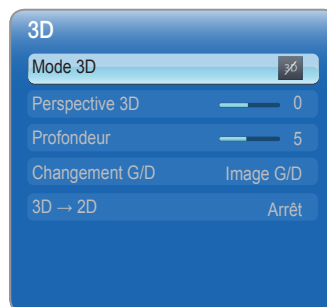 3D
Mode 3D
Perspective 3D 0
Profondeur 5
Changement G/D Image G/D
3D → 2D Arrêt